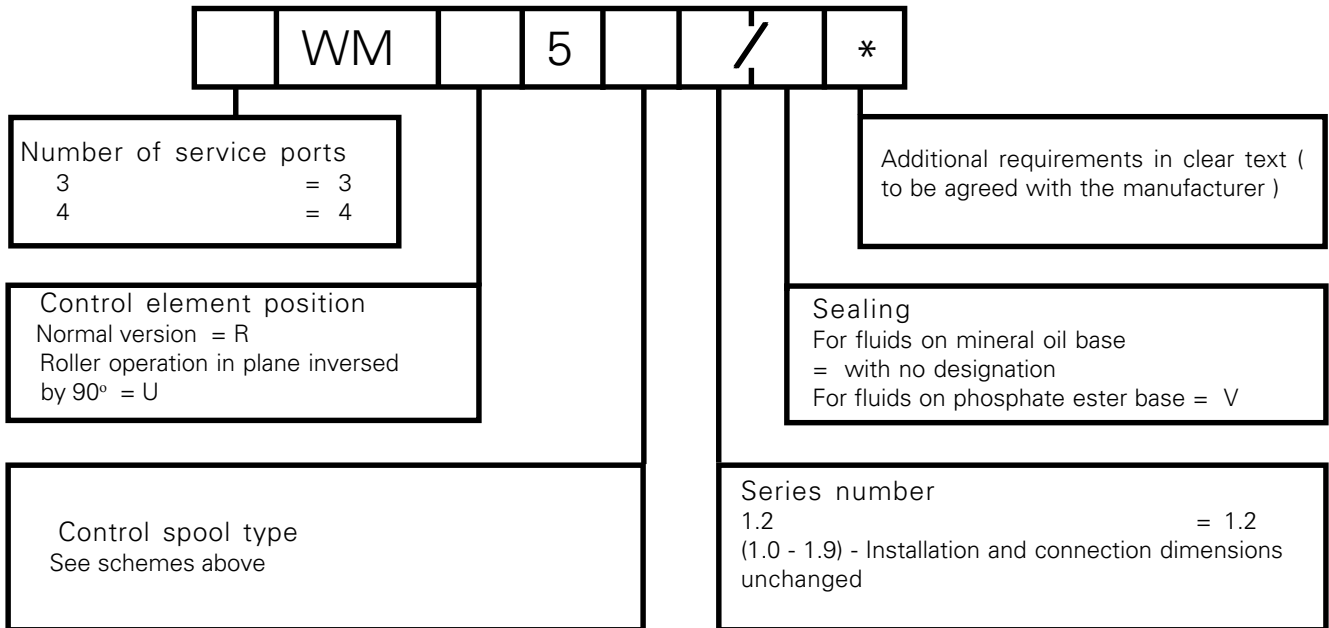 WM 5 / *
Number of service ports
3 = 3
4 = 4
Additional requirements in clear text (
to be agreed with the manufacturer )
Control element position
Normal version = R
Roller operation in plane inversed
by 90° = U
Sealing
For fluids on mineral oil base
= with no designation
For fluids on phosphate ester base = V
Control spool type
See schemes above
Series number
1.2 = 1.2
(1.0 - 1.9) - Installation and connection dimensions
unchanged